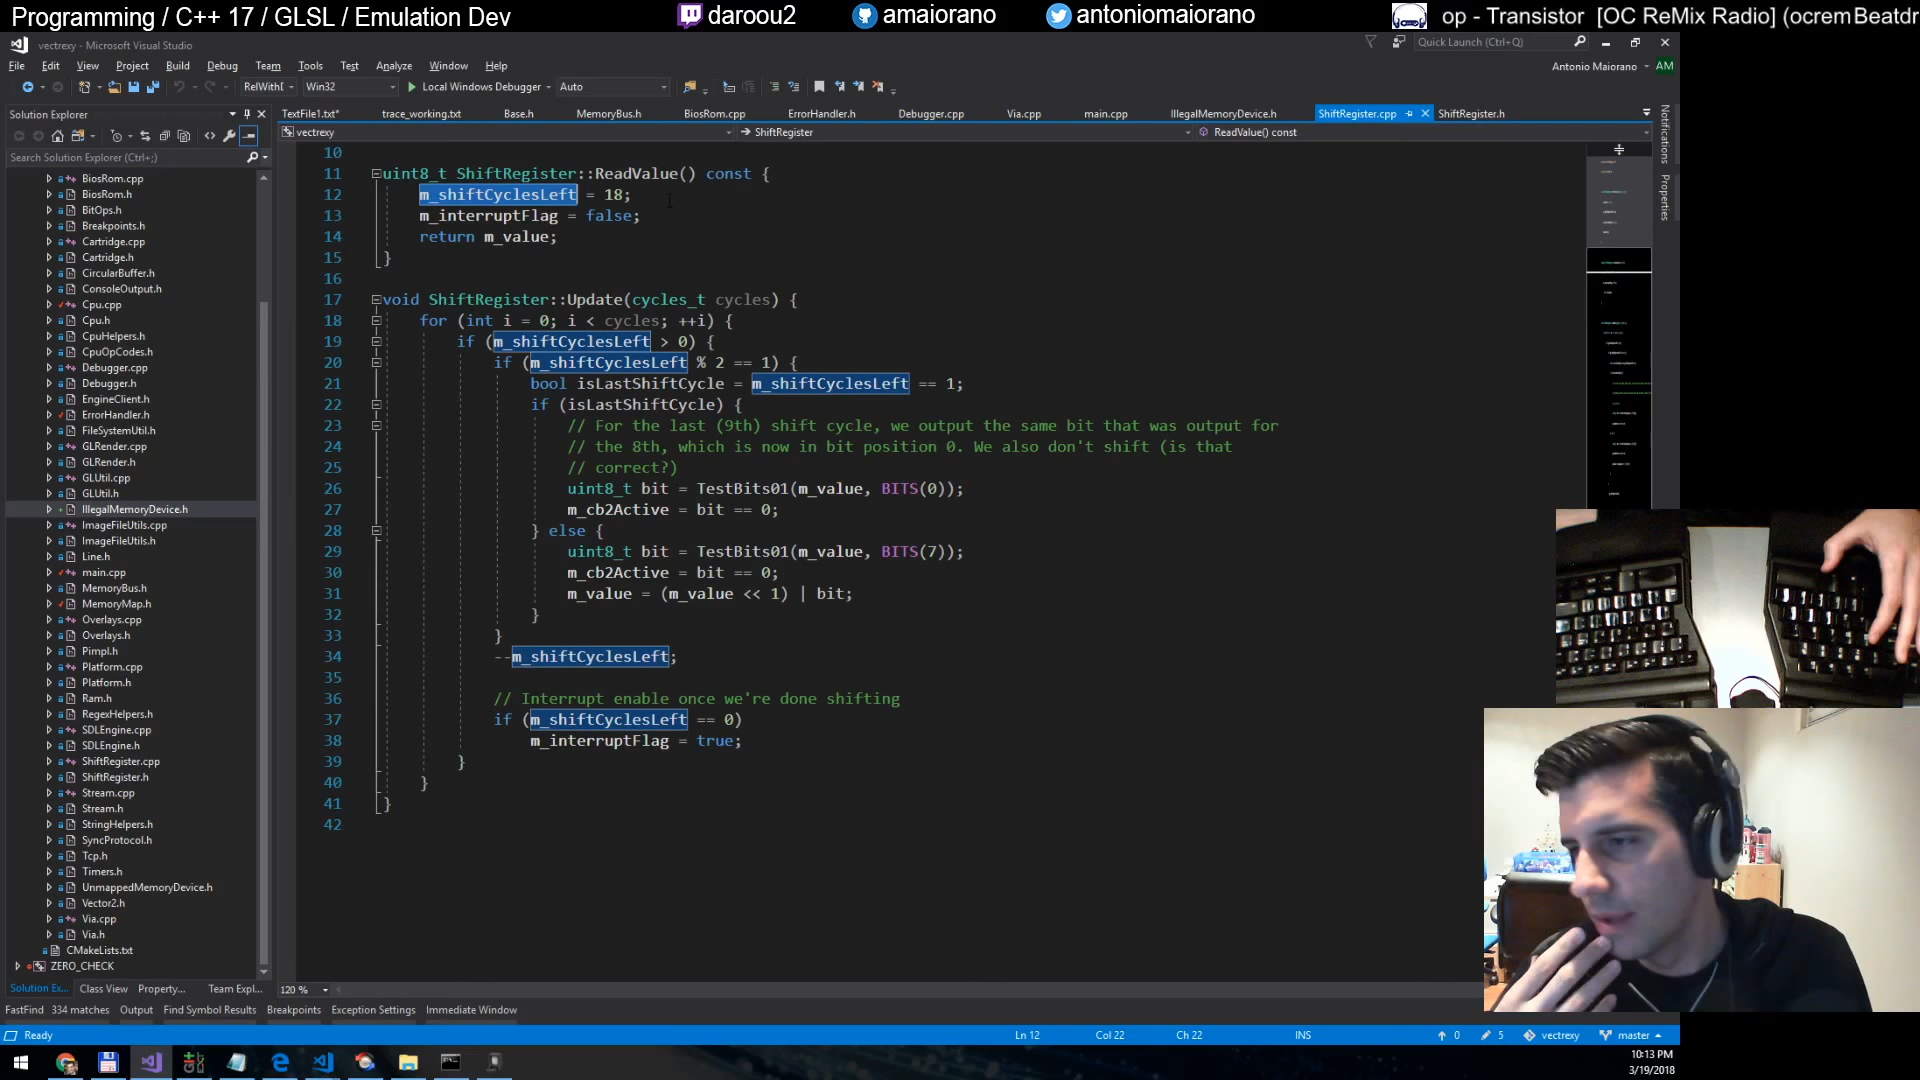 Programming / C++ 17 / GLSL / Emulation Dev
daroou2
amaiorano
antoniomaiorano
op - Transistor  [OC ReMix Radio] (ocrem Beatdr
vectrexy - Microsoft Visual Studio
Quick Launch (Ctrl+Q)
File Edit View Project Build Debug Team Tools Test Analyze Window Help
Antonio Maiorano AM
RelWithI Win32 Local Windows Debugger Auto
Solution Explorer
TextFile1.txt* trace_working.txt Base.h MemoryBus.h BiosRom.cpp ErrorHandler.h Debugger.cpp Via.cpp main.cpp IllegalMemoryDevice.h ShiftRegister.cpp ShiftRegister.h
vectrexy ShiftRegister ReadValue() const
Search Solution Explorer (Ctrl+;)
BiosRom.cpp
BiosRom.h
BitOps.h
Breakpoints.h
Cartridge.cpp
Cartridge.h
CircularBuffer.h
ConsoleOutput.h
Cpu.cpp
Cpu.h
CpuHelpers.h
CpuOpCodes.h
Debugger.cpp
Debugger.h
EngineClient.h
ErrorHandler.h
FileSystemUtil.h
GLRender.cpp
GLRender.h
GLUtil.cpp
GLUtil.h
IllegalMemoryDevice.h
ImageFileUtils.cpp
ImageFileUtils.h
Line.h
main.cpp
MemoryBus.h
MemoryMap.h
Overlays.cpp
Overlays.h
Pimpl.h
Platform.cpp
Platform.h
Ram.h
RegexHelpers.h
SDLEngine.cpp
SDLEngine.h
ShiftRegister.cpp
ShiftRegister.h
Stream.cpp
Stream.h
StringHelpers.h
SyncProtocol.h
Tcp.h
Timers.h
UnmappedMemoryDevice.h
Vector2.h
Via.cpp
Via.h
CMakeLists.txt
ZERO_CHECK
Solution Ex... Class View Property... Team Expl...
10
11 uint8_t ShiftRegister::ReadValue() const {
12 m_shiftCyclesLeft = 18;
13 m_interruptFlag = false;
14 return m_value;
15 }
16
17 void ShiftRegister::Update(cycles_t cycles) {
18 for (int i = 0; i < cycles; ++i) {
19 if (m_shiftCyclesLeft > 0) {
20 if (m_shiftCyclesLeft % 2 == 1) {
21 bool isLastShiftCycle = m_shiftCyclesLeft == 1;
22 if (isLastShiftCycle) {
23 // For the last (9th) shift cycle, we output the same bit that was output for
24 // the 8th, which is now in bit position 0. We also don't shift (is that
25 // correct?)
26 uint8_t bit = TestBits01(m_value, BITS(0));
27 m_cb2Active = bit == 0;
28 } else {
29 uint8_t bit = TestBits01(m_value, BITS(7));
30 m_cb2Active = bit == 0;
31 m_value = (m_value << 1) | bit;
32 }
33 }
34 --m_shiftCyclesLeft;
35
36 // Interrupt enable once we're done shifting
37 if (m_shiftCyclesLeft == 0)
38 m_interruptFlag = true;
39 }
40 }
41 }
42
Notifications
Properties
120 %
FastFind 334 matches Output Find Symbol Results Breakpoints Exception Settings Immediate Window
Ready Ln 12 Col 22 Ch 22 INS 0 5 vectrexy master
10:13 PM
3/19/2018